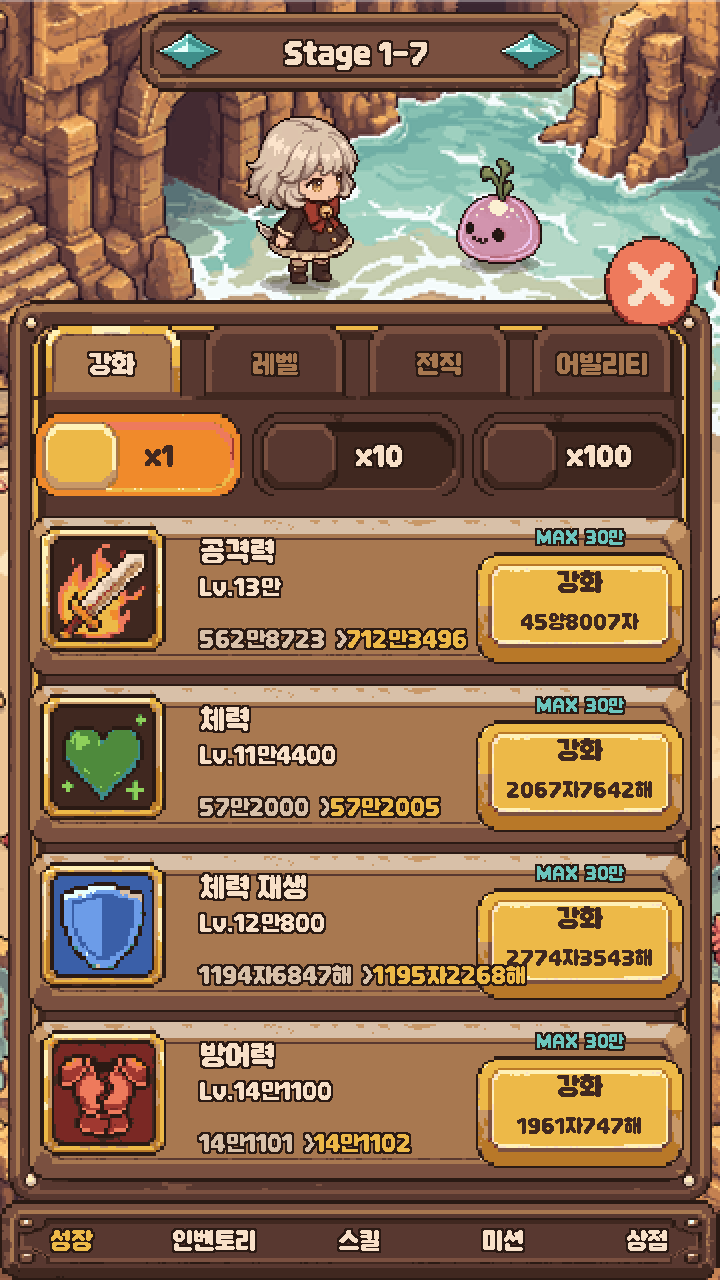 Stage 1-7
강화 레벨 전직 어빌리티
x1 x10 x100
공격력
Lv.13만
562만8723 >712만3496
MAX 30만
강화
45양8007자
체력
Lv.11만4400
57만2000 >57만2005
MAX 30만
강화
2067자7642해
체력 재생
Lv.12만800
1194자6847해 >1195자2268해
MAX 30만
강화
2774자3543해
방어력
Lv.14만1100
14만1101 >14만1102
MAX 30만
강화
1961자747해
성장 인벤토리 스킬 미션 상점